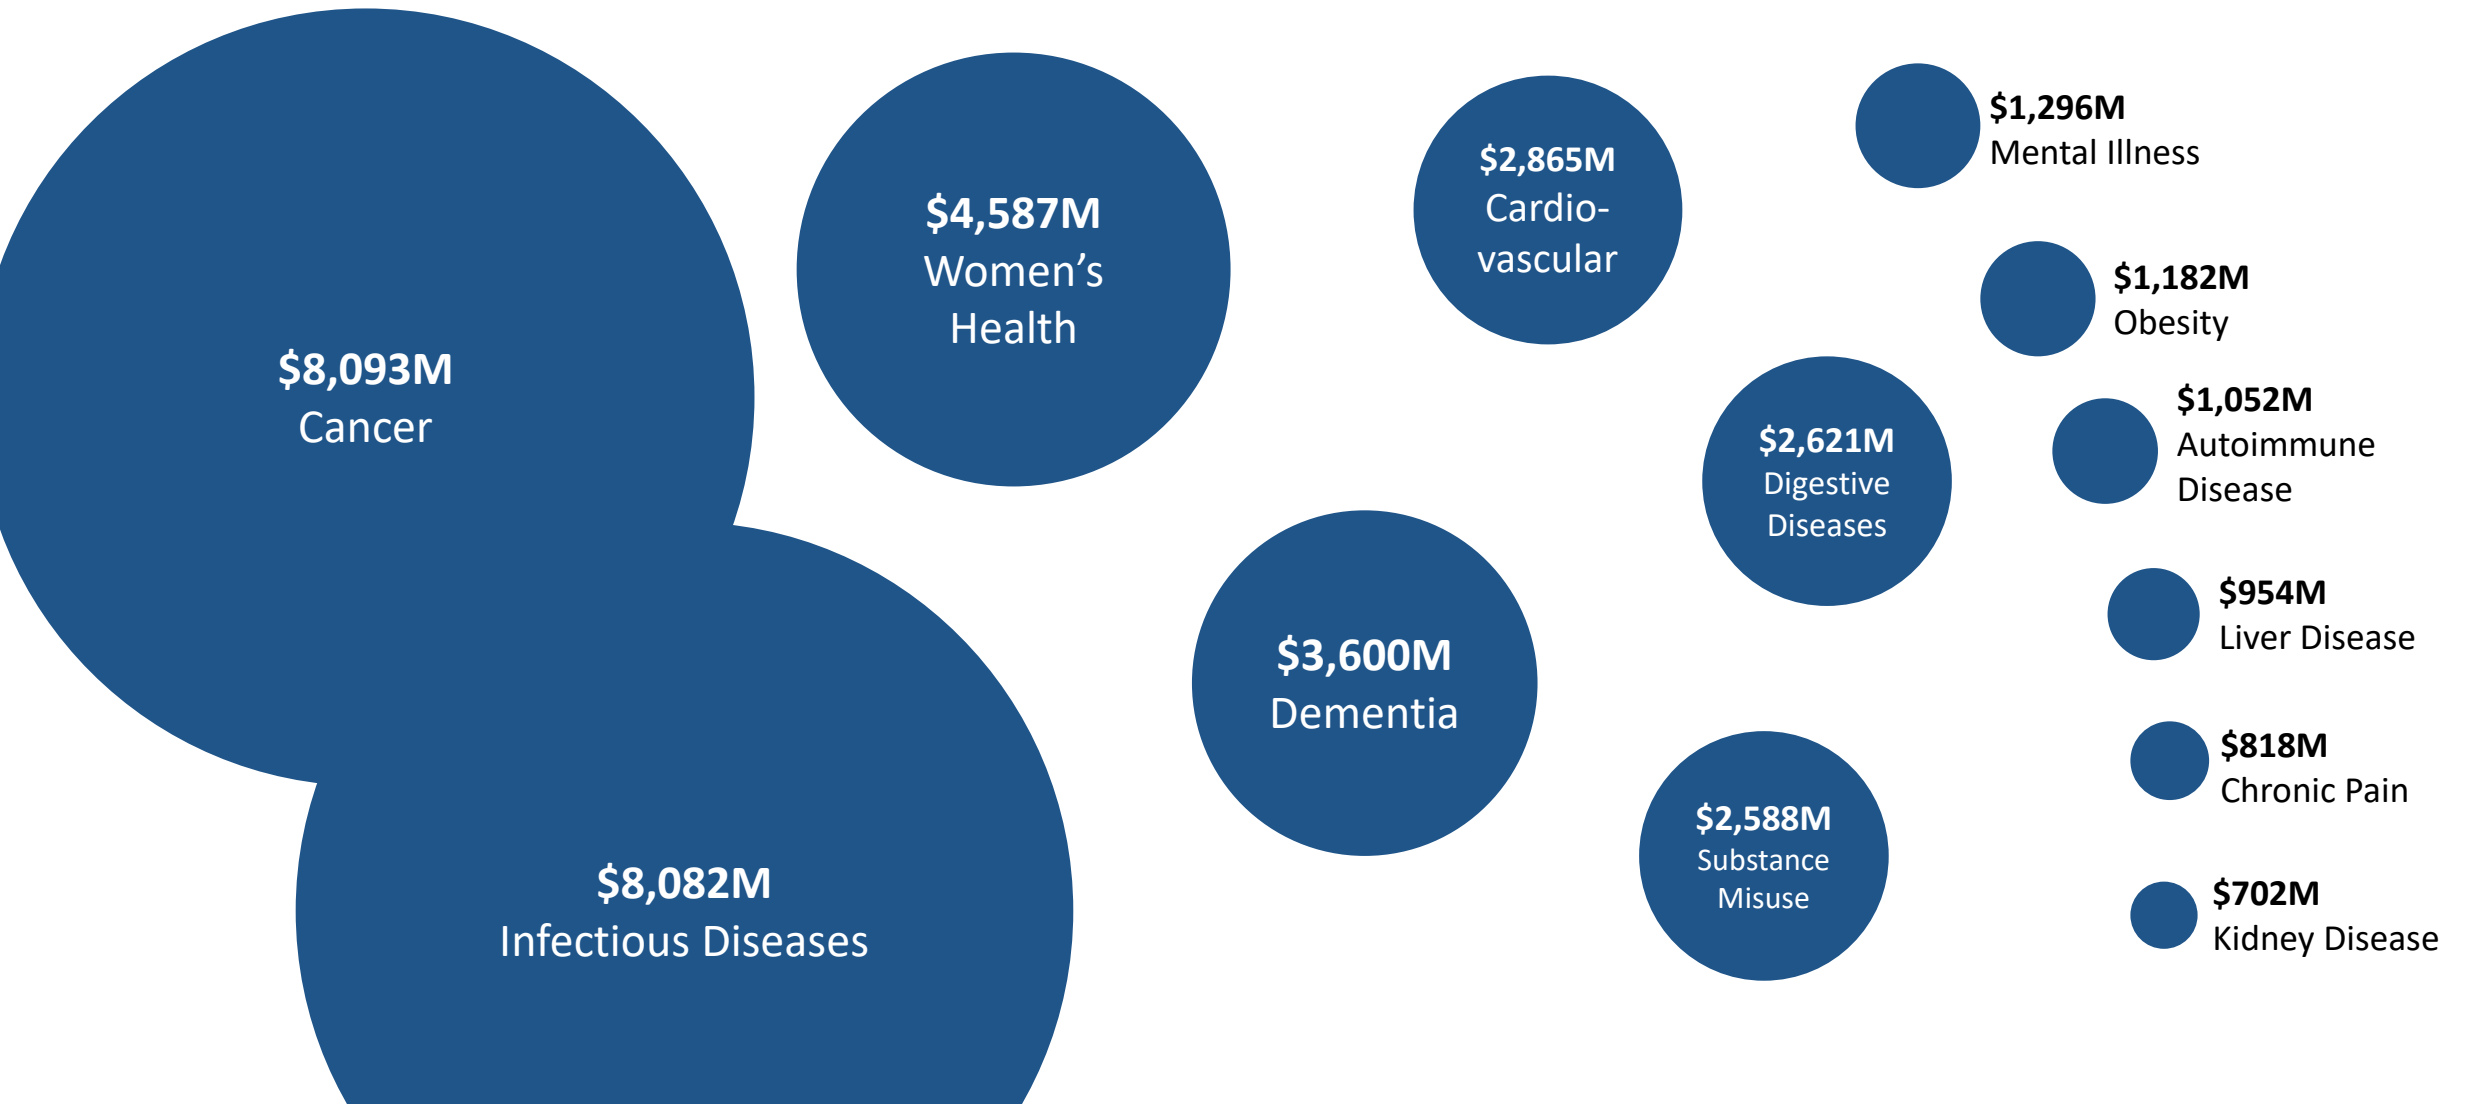 $8,093M
Cancer
$8,082M
Infectious Diseases
$4,587M
Women’s
Health
$3,600M
Dementia
$2,865M
Cardio-
vascular
$2,621M
Digestive
Diseases
$2,588M
Substance
Misuse
$1,296M
Mental Illness
$1,182M
Obesity
$1,052M
Autoimmune
Disease
$954M
Liver Disease
$818M
Chronic Pain
$702M
Kidney Disease